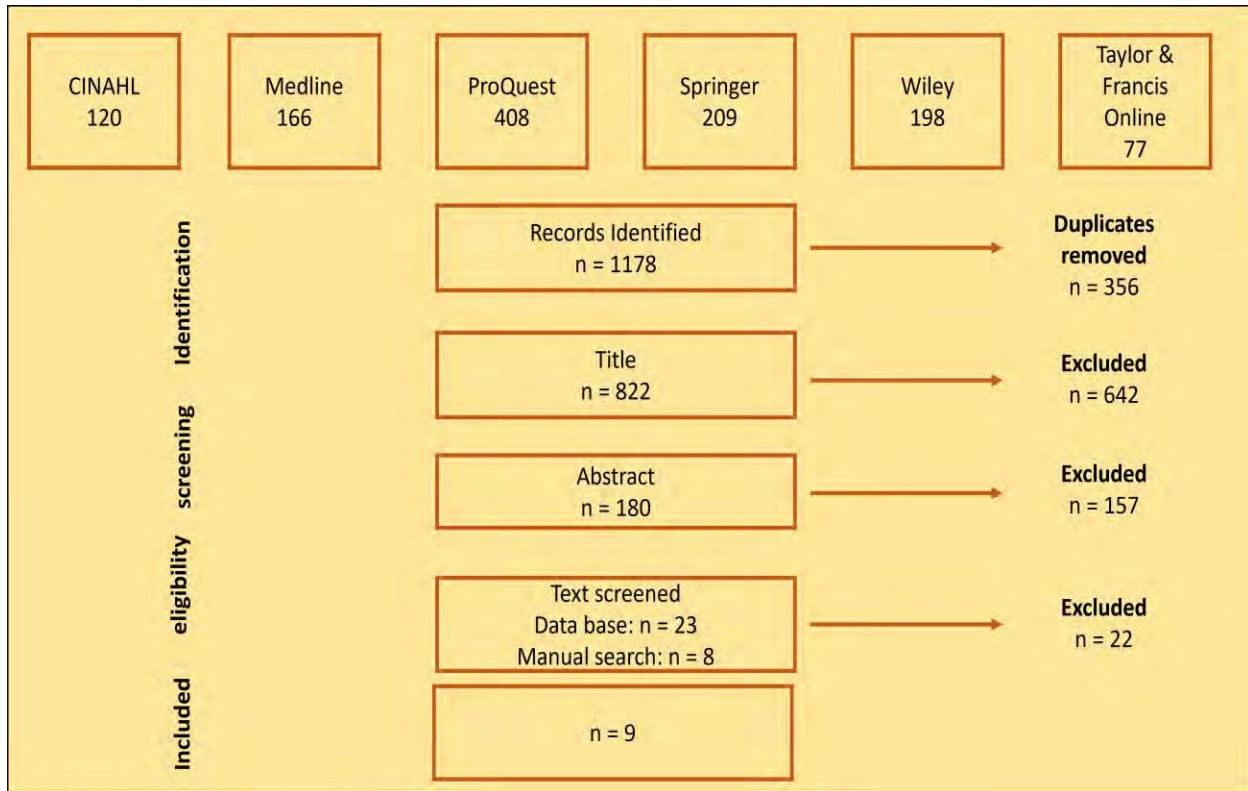 CINAHL
120
Medline
166
ProQuest
408
Springer
209
Wiley
198
Taylor &
Francis
Online
77
Identification
Records Identified
n = 1178
Duplicates
removed
n = 356
Title
n = 822
Excluded
n = 642
screening
Abstract
n = 180
Excluded
n = 157
eligibility
Text screened
Data base: n = 23
Manual search: n = 8
Excluded
n = 22
Included
n = 9